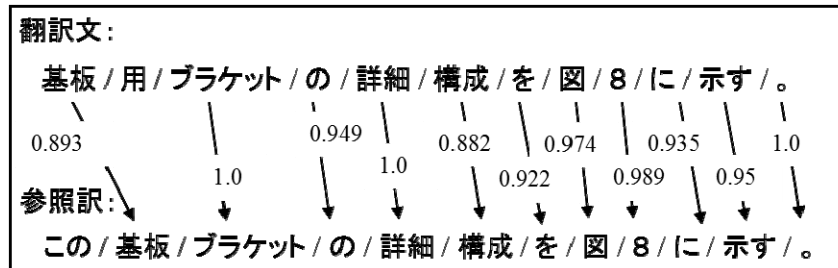 翻訳文:
基板 / 用 / ブラケット / の / 詳細 / 構成 / を / 図 / 8 / に / 示す / 。
0.893 0.949 0.882 0.974 0.935 1.0
1.0 1.0 0.922 0.989 0.95
参照訳:
この / 基板 / ブラケット / の / 詳細 / 構成 / を / 図 / 8 / に / 示す / 。